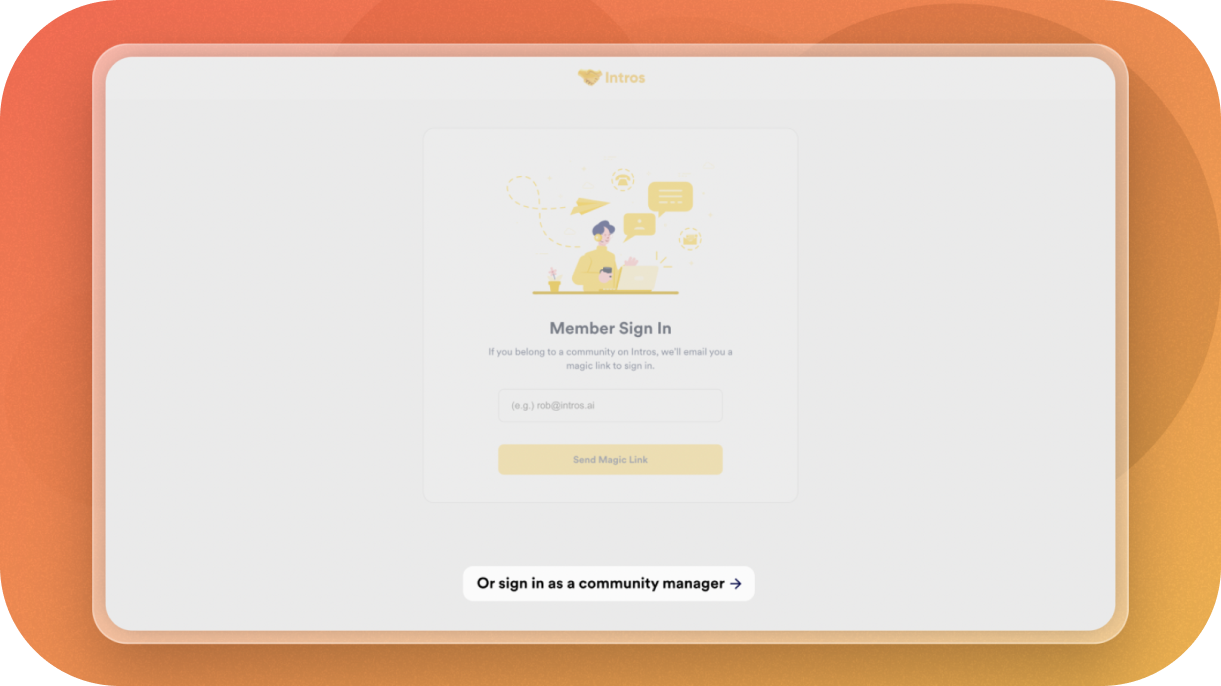 Intros
Member Sign In
If you belong to a community on Intros, we'll email you a
magic link to sign in.
(e.g.) rob@intros.ai
Send Magic Link
Or sign in as a community manager →